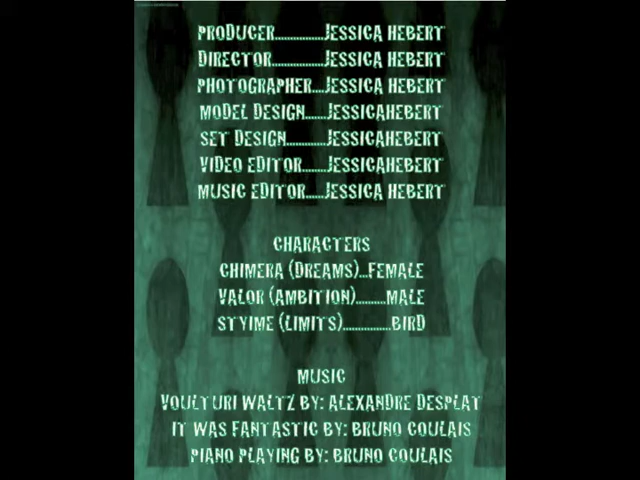 PRODUCER..............JESSICA HEBERT
DIRECTOR...............JESSICA HEBERT
PHOTOGRAPHER....JESSICA HEBERT
MODEL DESIGN......JESSICAHEBERT
SET DESIGN............JESSICAHEBERT
VIDEO EDITOR.......JESSICAHEBERT
MUSIC EDITOR.....JESSICA HEBERT
CHARACTERS
CHIMERA (DREAMS)...FEMALE
VALOR (AMBITION).........MALE
STYIME (LIMITS)..............BIRD
MUSIC
VOULTURI WALTZ BY: ALEXANDRE DESPLAT
IT WAS FANTASTIC BY: BRUNO COULAIS
PIANO PLAYING BY: BRUNO COULAIS